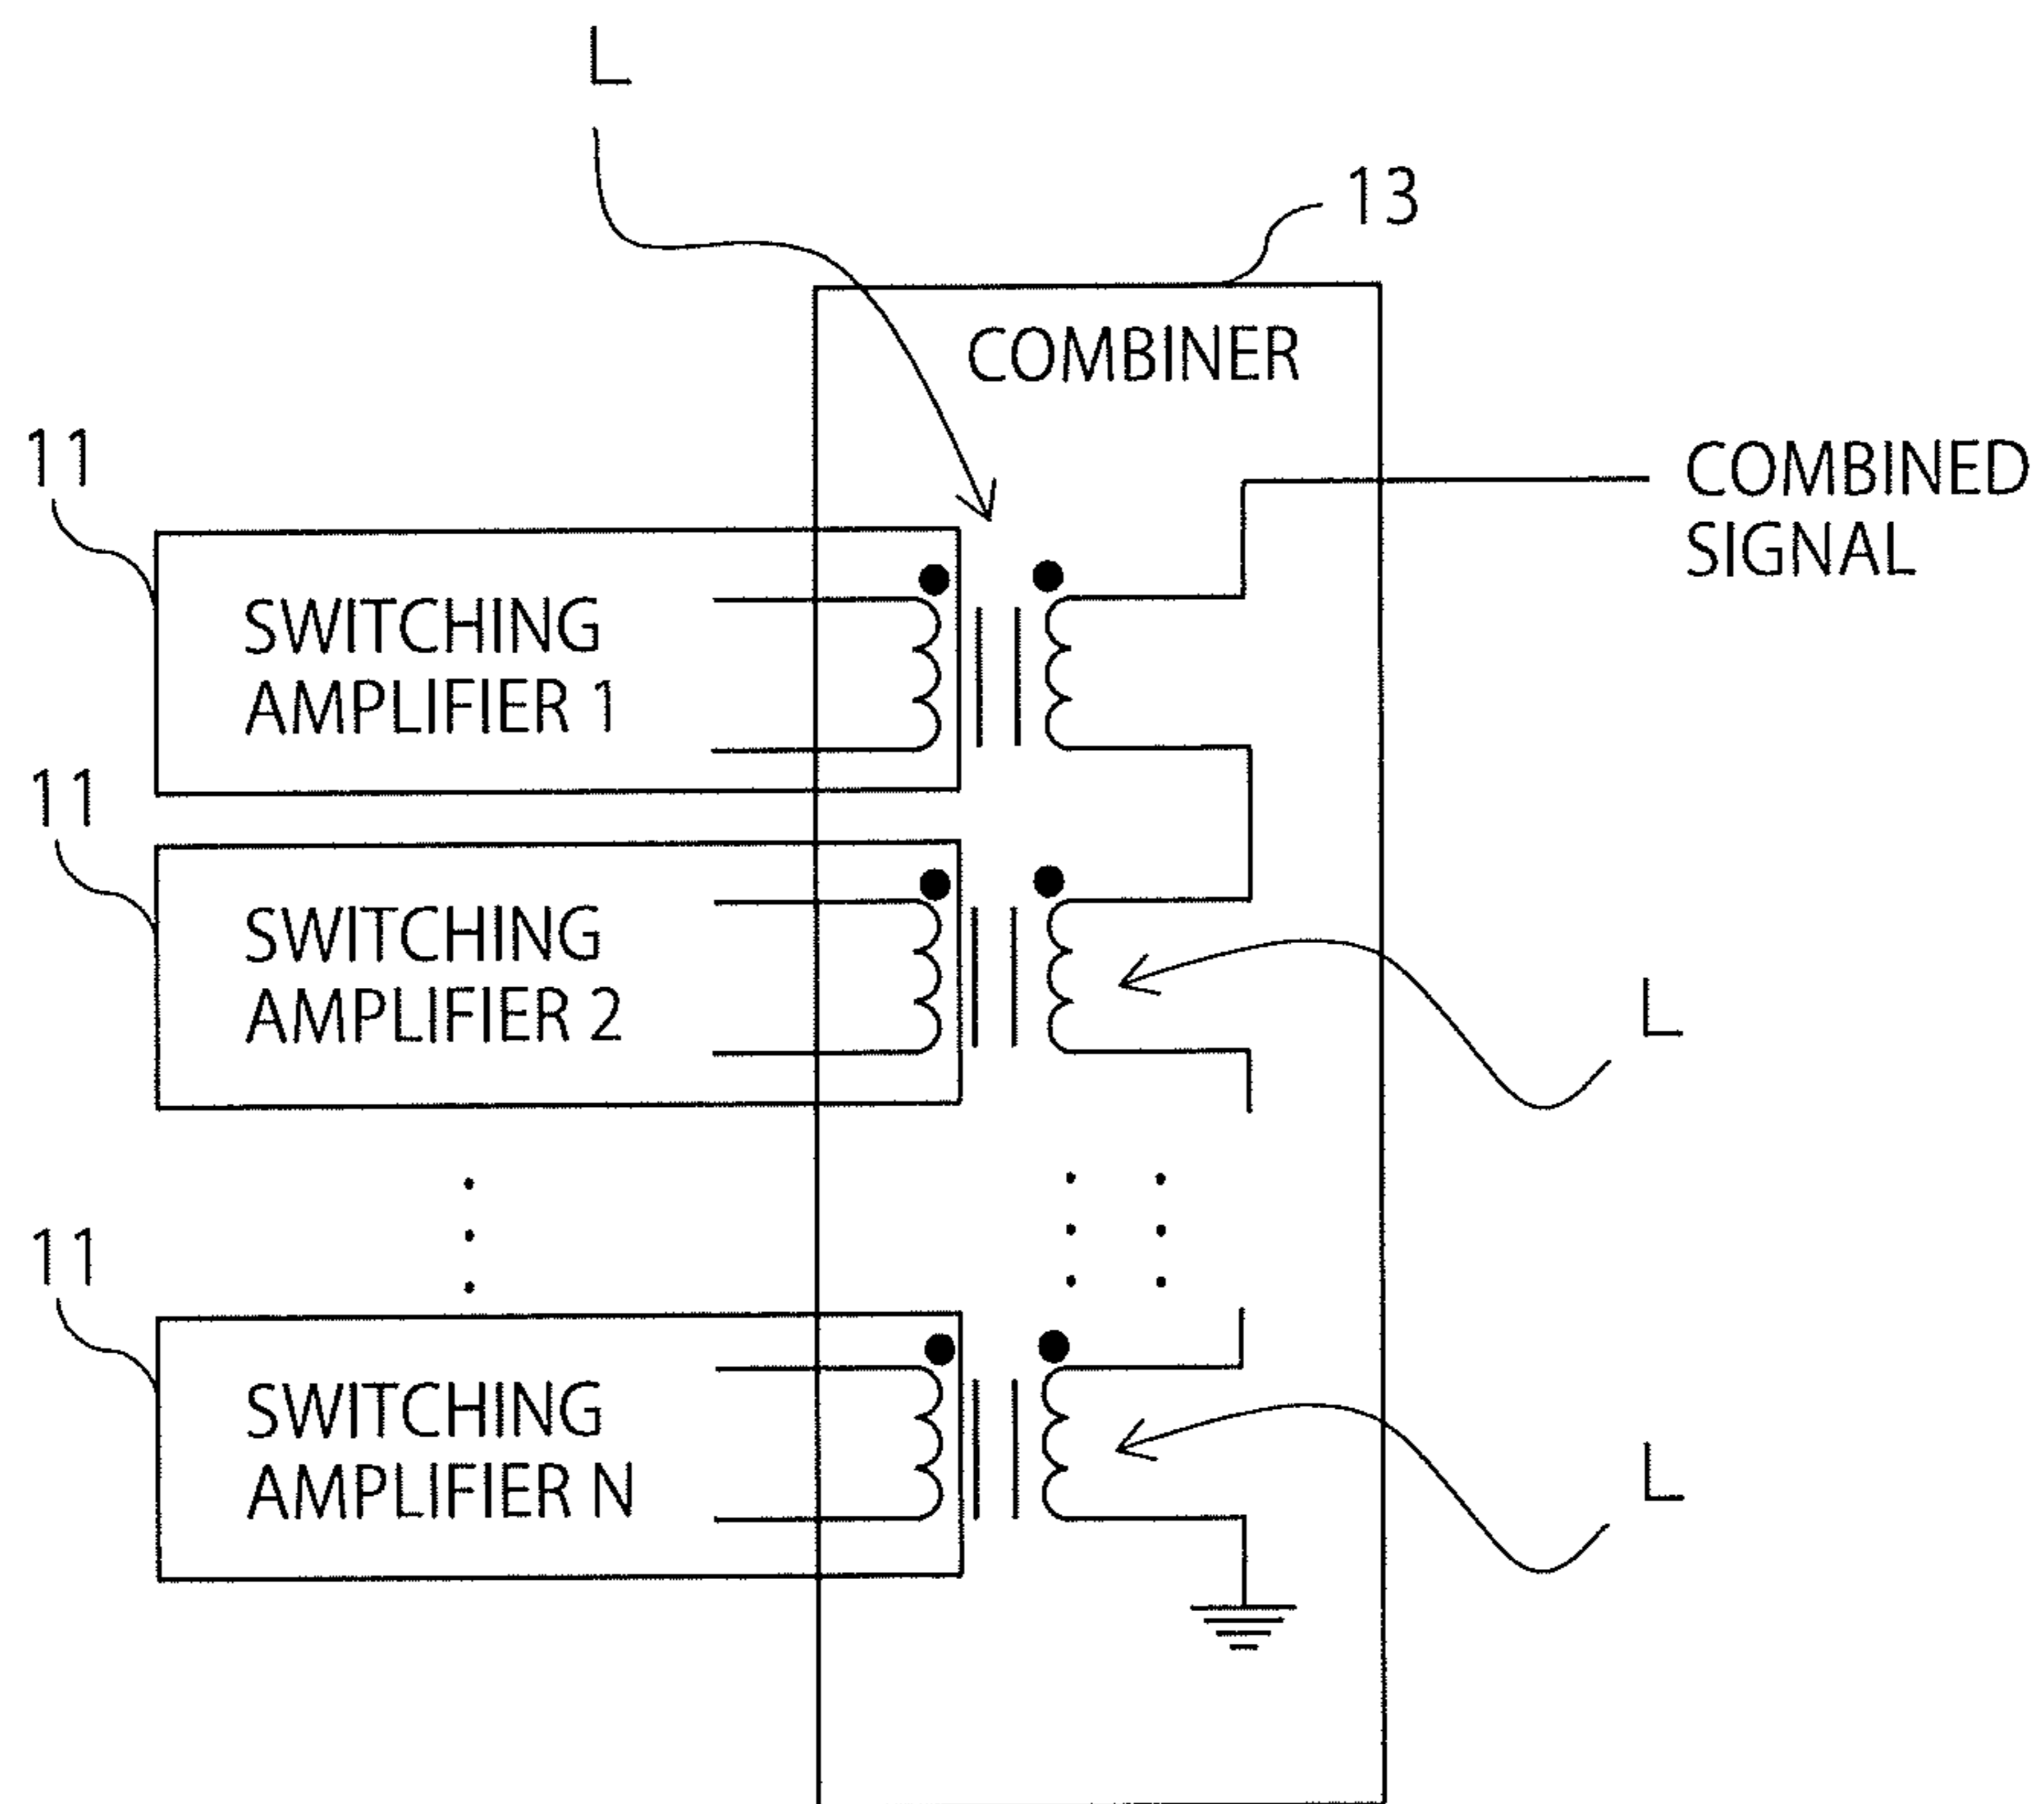 L
13
COMBINER
11
COMBINED
SIGNAL
SWITCHING
AMPLIFIER 1
11
SWITCHING
AMPLIFIER 2
L
11
SWITCHING
AMPLIFIER N
L